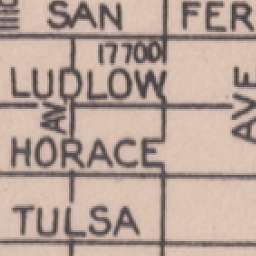 SAN FER
17700
LUDLOW
AV
AVE
HORACE
TULSA